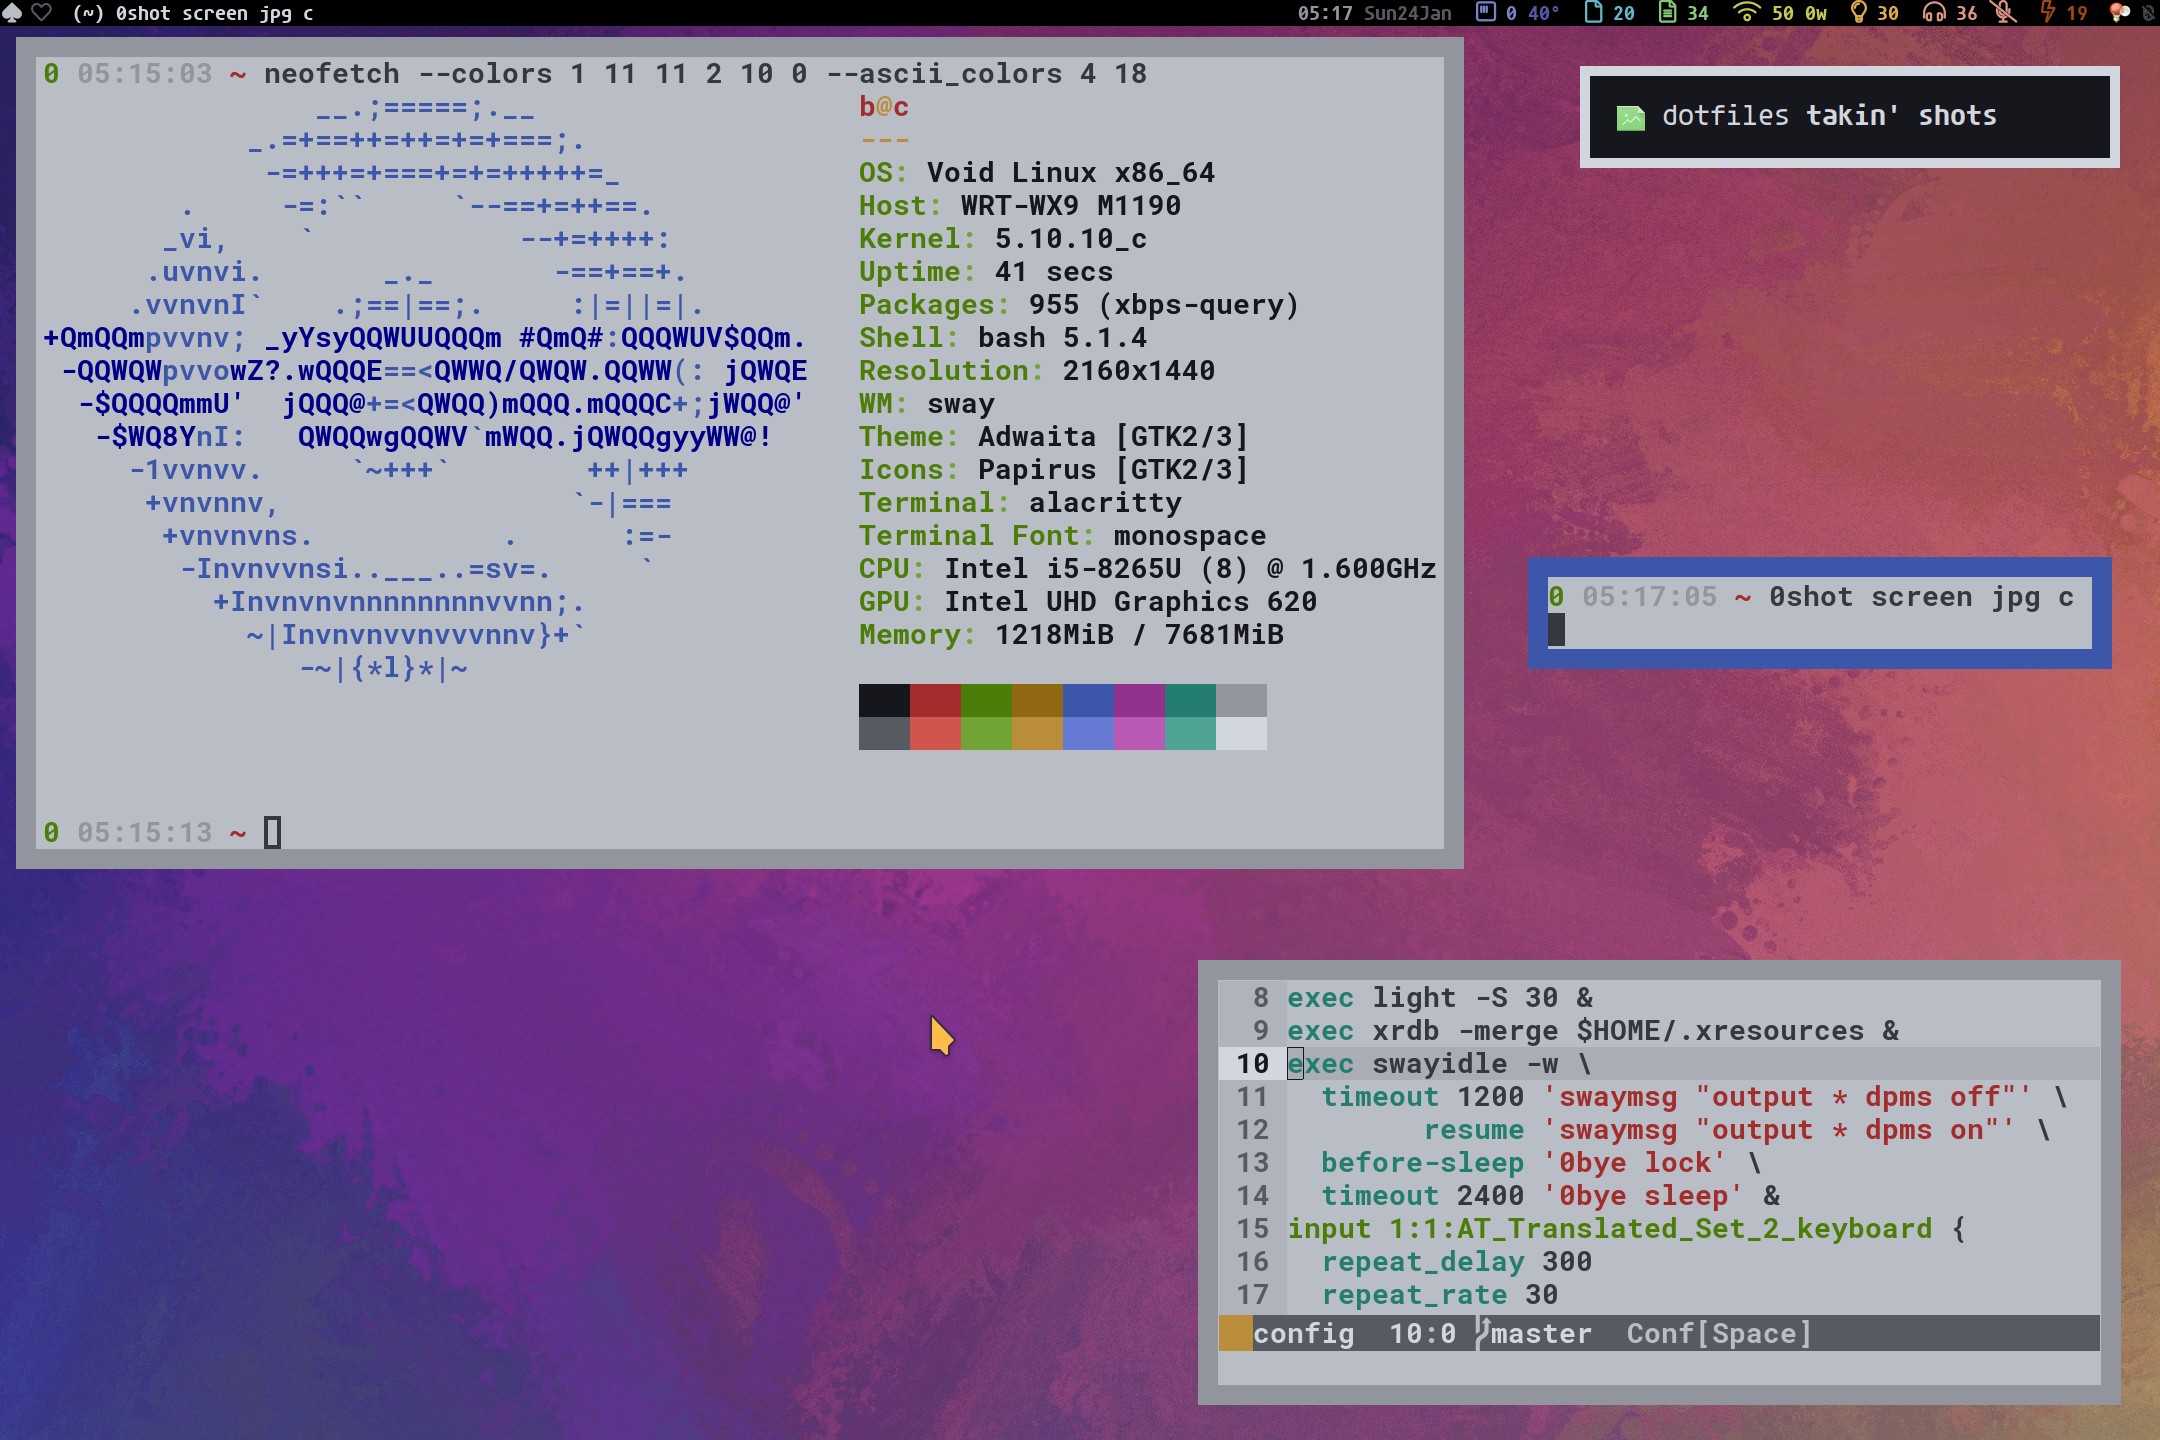 (~) 0shot screen jpg c
05:17 Sun24Jan 0 40° 20 34 50 0w 30 36 19
0 05:15:03 ~ neofetch --colors 1 11 11 2 10 0 --ascii_colors 4 18
__.;=====;.__
_.=+==++=++=+=+===;.
-=+++=+===+=+=+++++=_
. -=:`` `--==+=++==.
_vi, ` --+=++++:
.uvnvi. _._ -==+==+.
.vvnvnI` .;==|==;. :|=||=|.
+QmQQmpvvnv; _yYsyQQWUUQQQm #QmQ#:QQQWUV$QQm.
-QQWQWpvvowZ?.wQQQE==<QWWQ/QWQW.QQWW(: jQWQE
-$QQQQmmU' jQQQ@+=<QWQQ)mQQQ.mQQQC+;jWQQ@'
-$WQ8YnI: QWQQwgQQWV`mWQQ.jQWQQgyyWW@!
-1vvnvv. `~+++` ++|+++
+vnvnnv, `-|===
+vnvnvns. . :=-
-Invnvvnsi..___..=sv=. `
+Invnvnvnnnnnnnnvvnn;.
~|Invnvnvvnvvvnnv}+`
-~|{*l}*|~
b@c
---
OS: Void Linux x86_64
Host: WRT-WX9 M1190
Kernel: 5.10.10_c
Uptime: 41 secs
Packages: 955 (xbps-query)
Shell: bash 5.1.4
Resolution: 2160x1440
WM: sway
Theme: Adwaita [GTK2/3]
Icons: Papirus [GTK2/3]
Terminal: alacritty
Terminal Font: monospace
CPU: Intel i5-8265U (8) @ 1.600GHz
GPU: Intel UHD Graphics 620
Memory: 1218MiB / 7681MiB
0 05:15:13 ~
dotfiles takin' shots
0 05:17:05 ~ 0shot screen jpg c
8 exec light -S 30 &
9 exec xrdb -merge $HOME/.xresources &
10 exec swayidle -w \
11 timeout 1200 'swaymsg "output * dpms off"' \
12 resume 'swaymsg "output * dpms on"' \
13 before-sleep '0bye lock' \
14 timeout 2400 '0bye sleep' &
15 input 1:1:AT_Translated_Set_2_keyboard {
16 repeat_delay 300
17 repeat_rate 30
config 10:0 master Conf[Space]